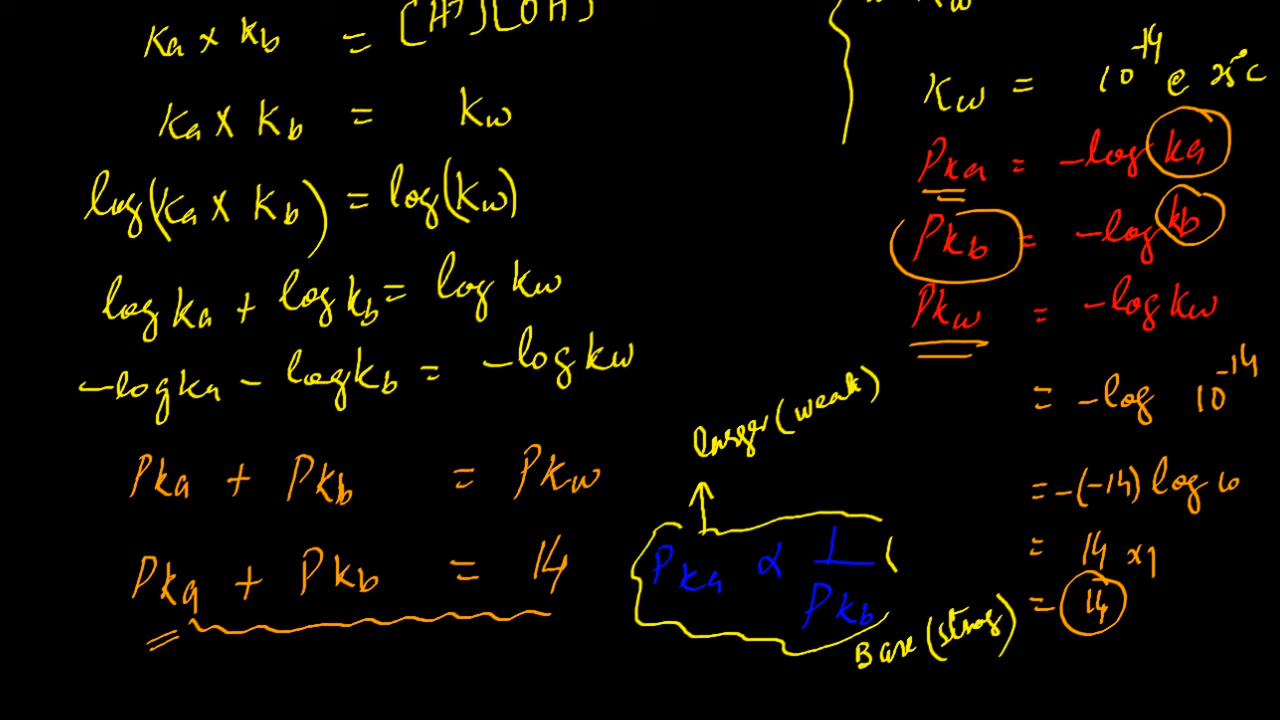 Ka x Kb = [H+][OH-]
Ka x Kb = Kw
log(Ka x Kb) = log(Kw)
log Ka + log Kb = log Kw
-log Ka - log Kb = -log Kw
PKa + PKb = PKw
PKa + PKb = 14
larger (weak)
PKa ∝ 1/PKb
Base (strong)
Kw = 10^-14 @ 25°C
PKa = -log Ka
PKb = -log Kb
PKw = -log Kw
= -log 10^-14
= -(-14) log 10
= 14 x 1
= 14